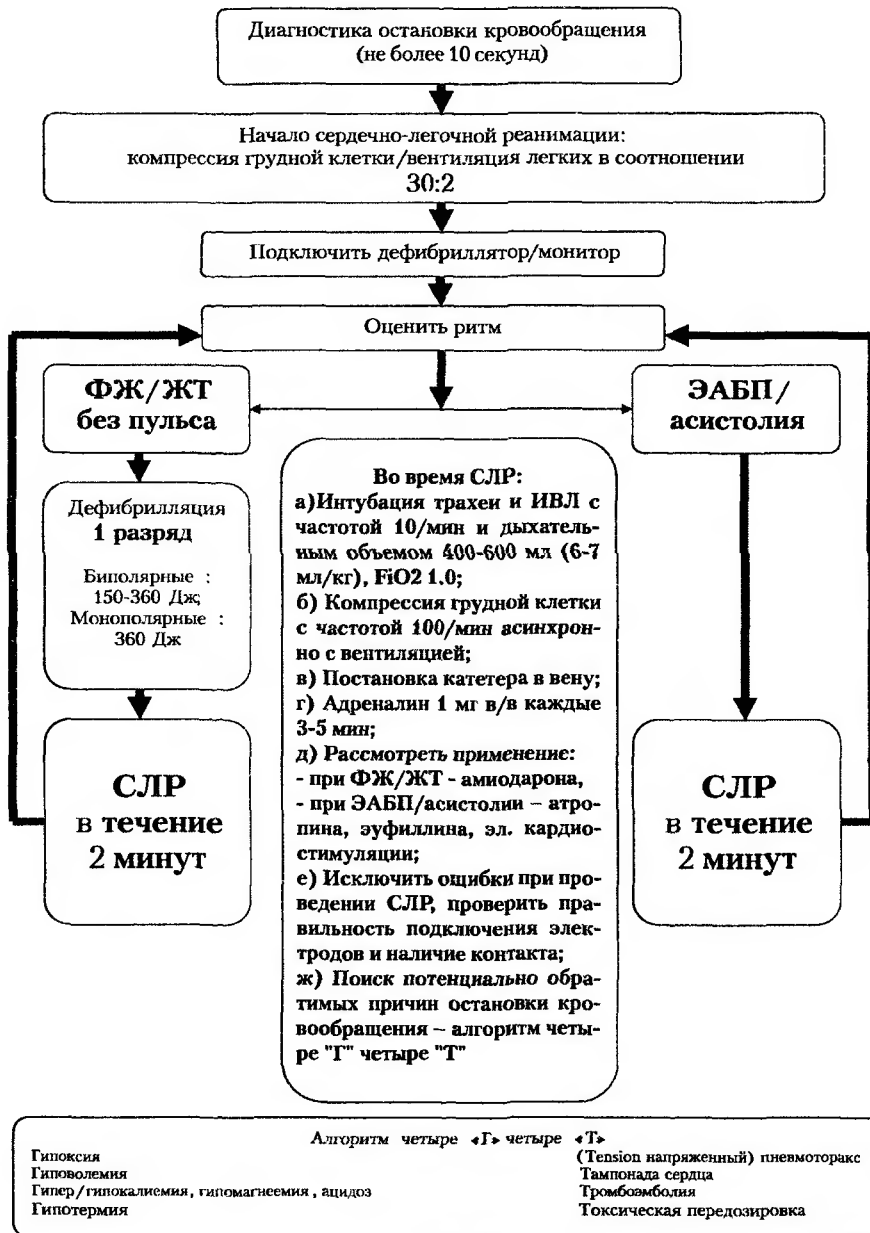 Диагностика остановки кровообращения
(не более 10 секунд)
Начало сердечно-легочной реанимации:
компрессия грудной клетки/вентиляция легких в соотношении
30:2
Подключить дефибриллятор/монитор
Оценить ритм
ФЖ/ЖТ
без пульса
ЭАБП/
асистолия
Дефибрилляция
1 разряд
Биполярные :
150-360 Дж;
Монополярные :
360 Дж
СЛР
в течение
2 минут
Во время СЛР:
а)Интубация трахеи и ИВЛ с
частотой 10/мин и дыхатель-
ным объемом 400-600 мл (6-7
мл/кг), FiO2 1.0;
б) Компрессия грудной клетки
с частотой 100/мин асинхрон-
но с вентиляцией;
в) Постановка катетера в вену;
г) Адреналин 1 мг в/в каждые
3-5 мин;
д) Рассмотреть применение:
- при ФЖ/ЖТ - амиодарона,
- при ЭАБП/асистолии – атро-
пина, эуфиллина, эл. кардио-
стимуляции;
е) Исключить ошибки при про-
ведении СЛР, проверить пра-
вильность подключения элек-
тродов и наличие контакта;
ж) Поиск потенциально обра-
тимых причин остановки кро-
вообращения – алгоритм четы-
ре "Г" четыре "Т"
СЛР
в течение
2 минут
Алгоритм четыре «Г» четыре «Т»
Гипоксия
Гиповолемия
Гипер/гипокалиемия, гипомагнеемия, ацидоз
Гипотермия
(Tension напряженный) пневмоторакс
Тампонада сердца
Тромбоэмболия
Токсическая передозировка